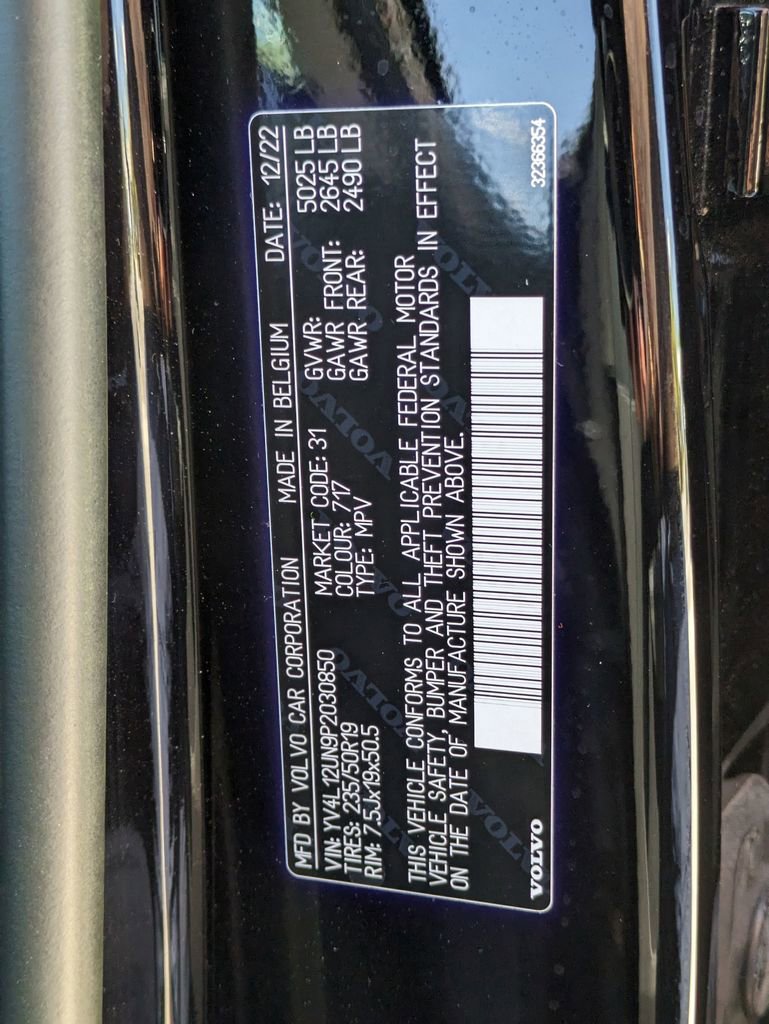 MFD BY VOLVO CAR CORPORATION MADE IN BELGIUM DATE: 12/22
VIN: YV4L12UN9P2030850 MARKET CODE: 31 GVWR: 5025 LB
TIRES: 235/50R19 COLOUR: 717 GAWR FRONT: 2645 LB
RIM: 7.5Jx19x50.5 TYPE: MPV GAWR REAR: 2490 LB
THIS VEHICLE CONFORMS TO ALL APPLICABLE FEDERAL MOTOR
VEHICLE SAFETY, BUMPER AND THEFT PREVENTION STANDARDS IN EFFECT
ON THE DATE OF MANUFACTURE SHOWN ABOVE.
VOLVO 32366354